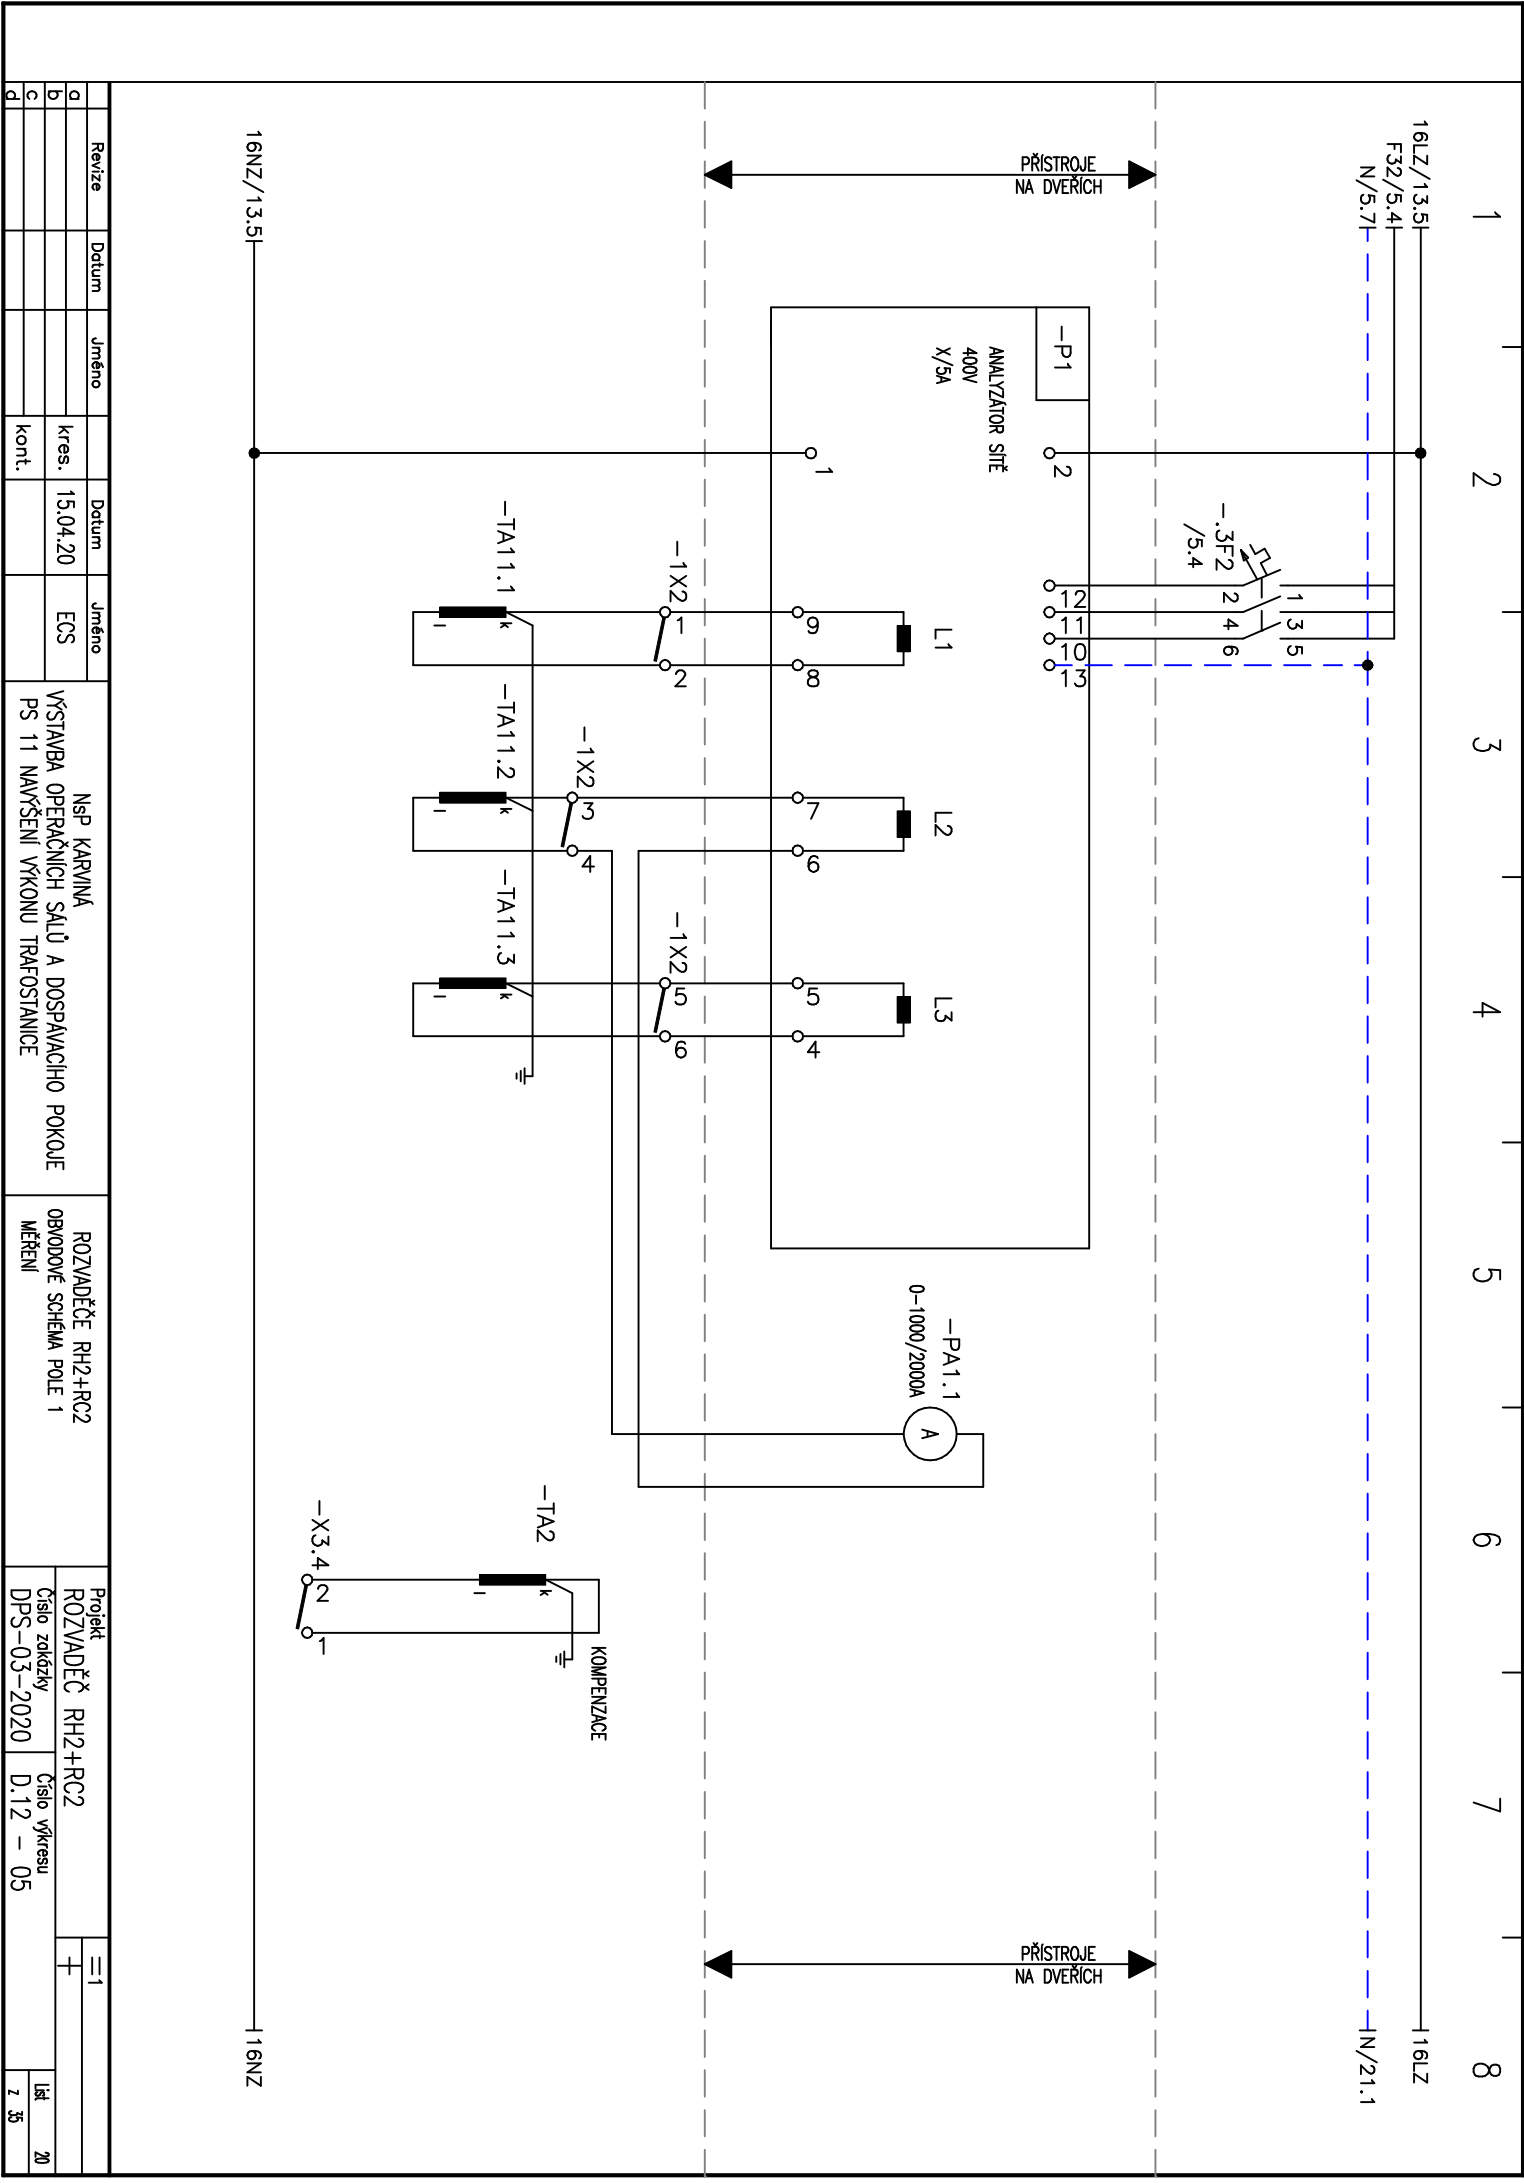 1
2
3
4
5
6
7
8
16LZ/13.5
F32/5.4
N/5.7
16LZ
N/21.1
PŘÍSTROJE
NA DVEŘÍCH
PŘÍSTROJE
NA DVEŘÍCH
-.3F2
/5.4
1
3
5
2
4
6
-P1
2
12
11
10
13
ANALYZÁTOR SÍTĚ
400V
X/5A
L1
L2
L3
1
9
8
7
6
5
4
-PA1.1
0-1000/2000A
A
-1X2
1
2
-1X2
3
4
-1X2
5
6
-TA11.1
k
l
-TA11.2
k
l
-TA11.3
k
l
-TA2
k
l
KOMPENZACE
-X3.4
2
1
16NZ/13.5
16NZ
Revize
Datum
Jméno
Datum
Jméno
a
b
c
d
kres.
15.04.20
ECS
kont.
NsP KARVINÁ
VÝSTAVBA OPERAČNÍCH SÁLŮ A DOSPÁVACÍHO POKOJE
PS 11 NAVÝŠENÍ VÝKONU TRAFOSTANICE
ROZVADĚČE RH2+RC2
OBVODOVÉ SCHÉMA POLE 1
MĚŘENÍ
Projekt
ROZVADĚČ RH2+RC2
Číslo zakázky
DPS-03-2020
Číslo výkresu
D.12 - 05
=1
+
List 20
z 35